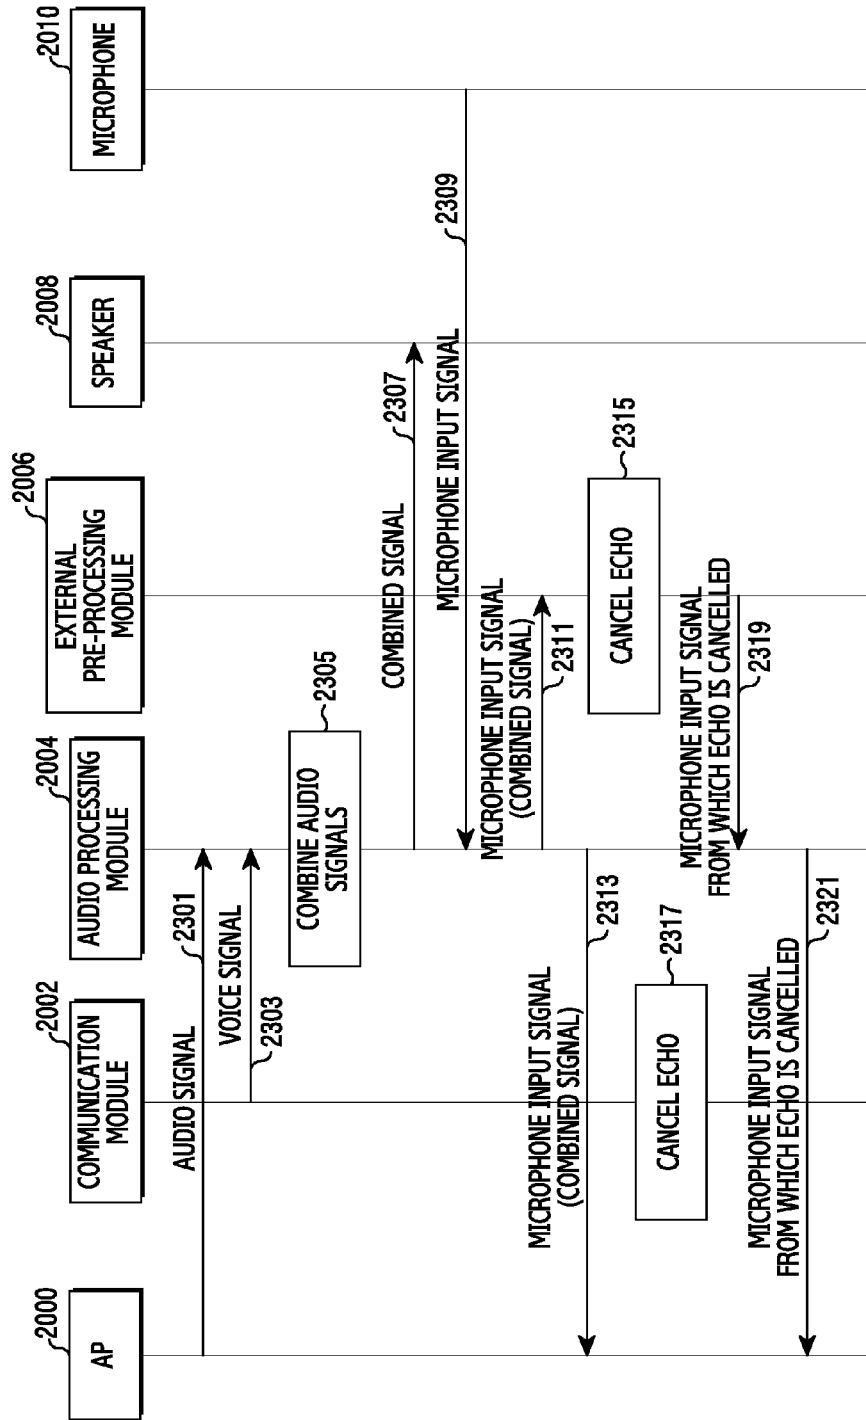 2000
AP
2002
COMMUNICATION
MODULE
2004
AUDIO PROCESSING
MODULE
2006
EXTERNAL
PRE-PROCESSING
MODULE
2008
SPEAKER
2010
MICROPHONE
AUDIO SIGNAL
2301
VOICE SIGNAL
2303
2305
COMBINE AUDIO
SIGNALS
COMBINED SIGNAL
2307
MICROPHONE INPUT SIGNAL
2309
MICROPHONE INPUT SIGNAL
(COMBINED SIGNAL)
2311
MICROPHONE INPUT SIGNAL
(COMBINED SIGNAL)
2313
2315
CANCEL ECHO
2317
CANCEL ECHO
MICROPHONE INPUT SIGNAL
FROM WHICH ECHO IS CANCELLED
2319
MICROPHONE INPUT SIGNAL
FROM WHICH ECHO IS CANCELLED
2321